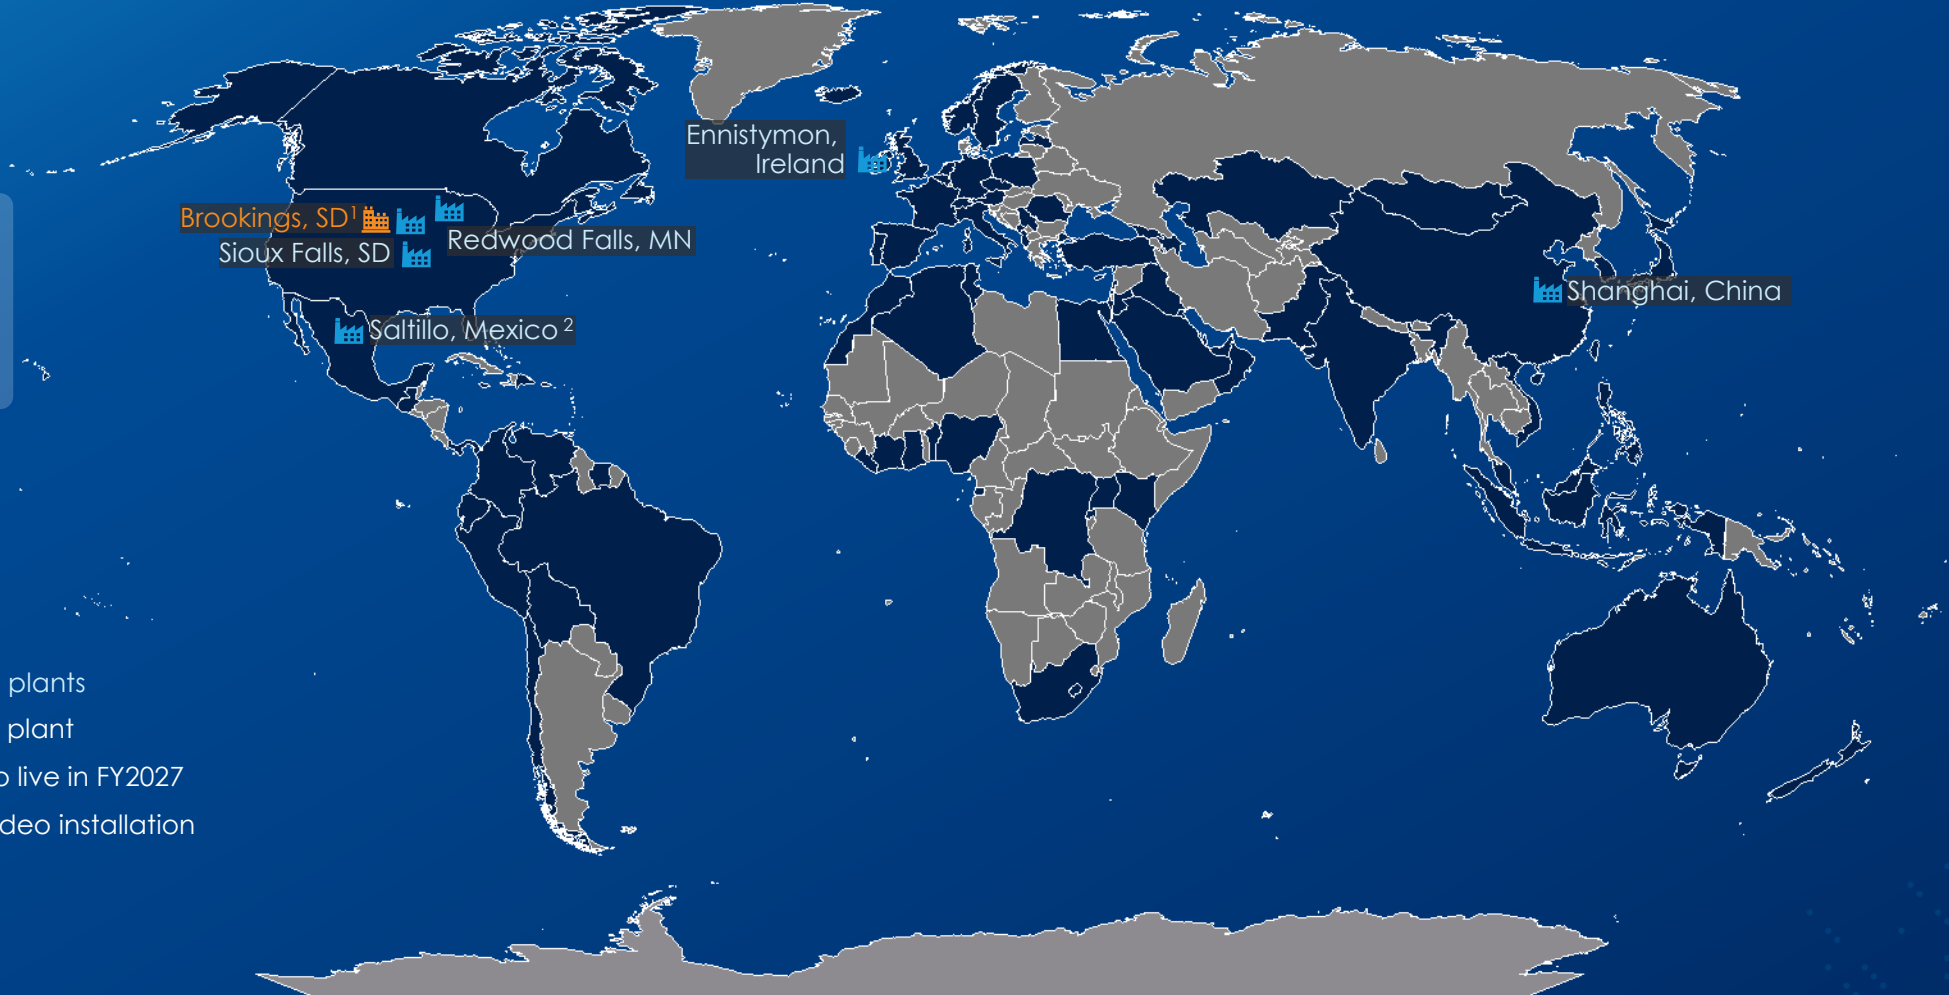 Ennistymon,
Ireland
Brookings, SD¹
Redwood Falls, MN
Sioux Falls, SD
Shanghai, China
Saltillo, Mexico ²
plants
plant
live in FY2027
installation